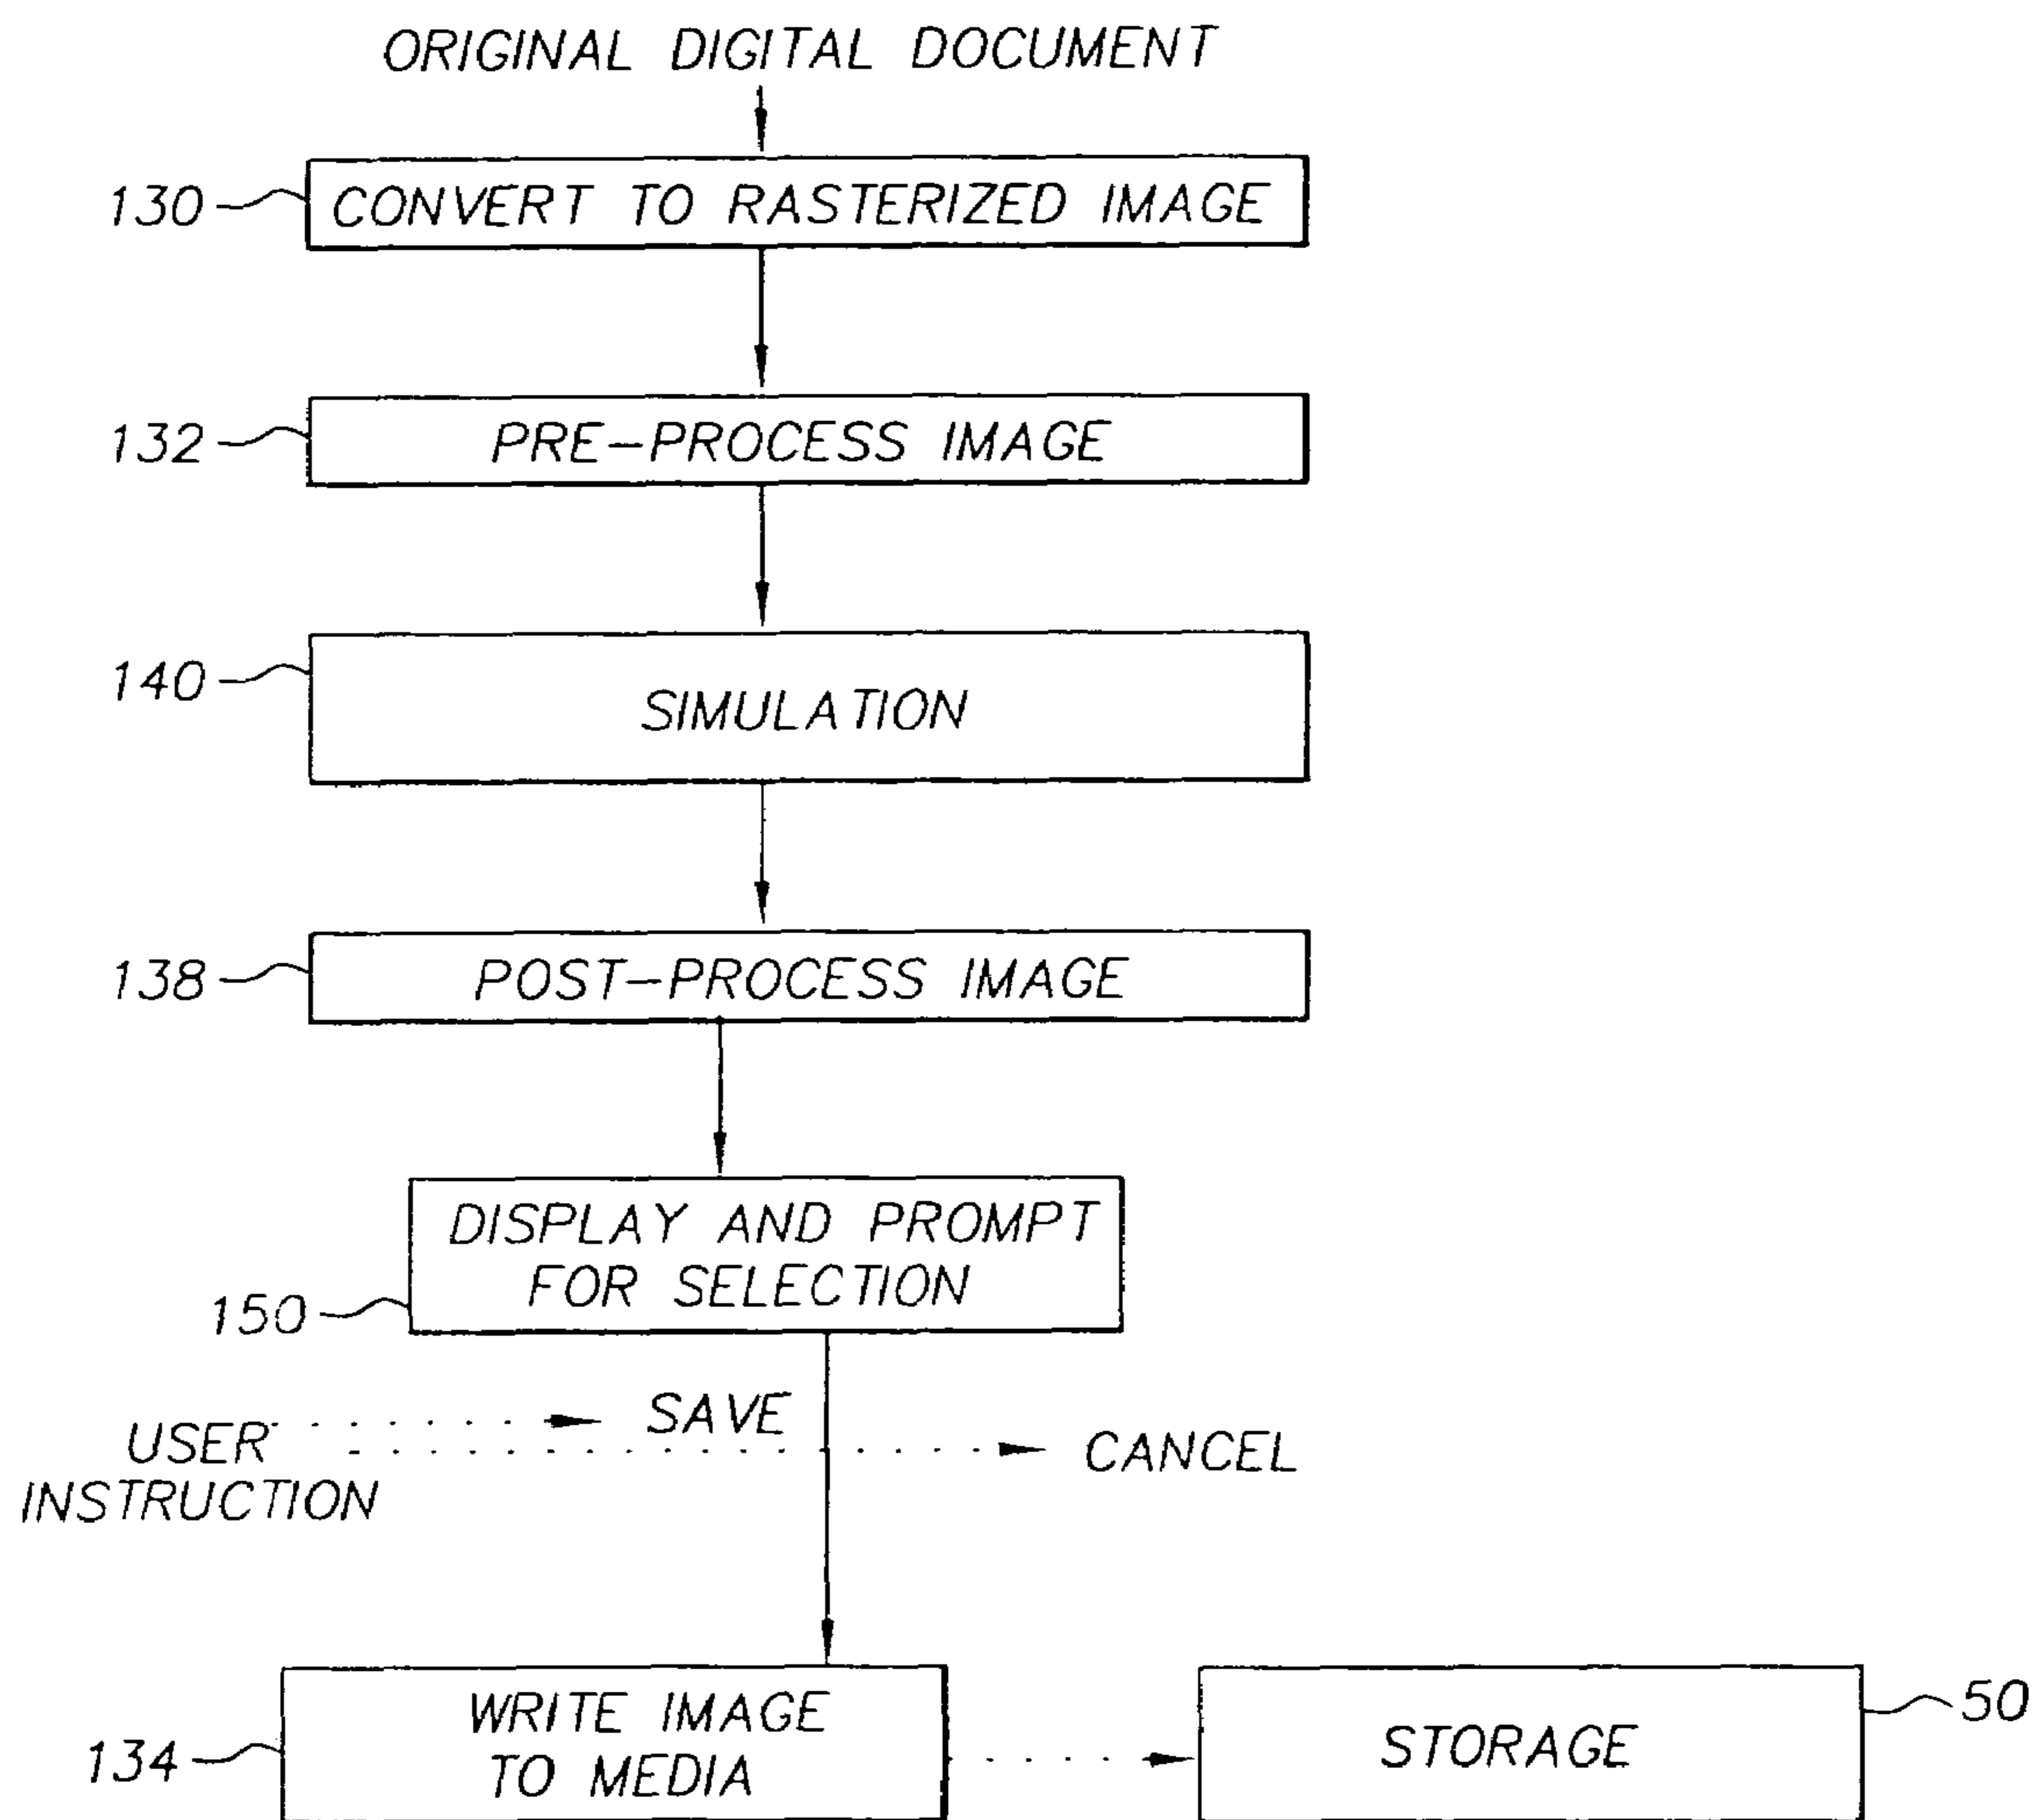 ORIGINAL DIGITAL DOCUMENT
130
CONVERT TO RASTERIZED IMAGE
132
PRE-PROCESS IMAGE
140
SIMULATION
138
POST-PROCESS IMAGE
DISPLAY AND PROMPT
FOR SELECTION
150
SAVE
USER
INSTRUCTION
CANCEL
WRITE IMAGE
TO MEDIA
134
STORAGE
50